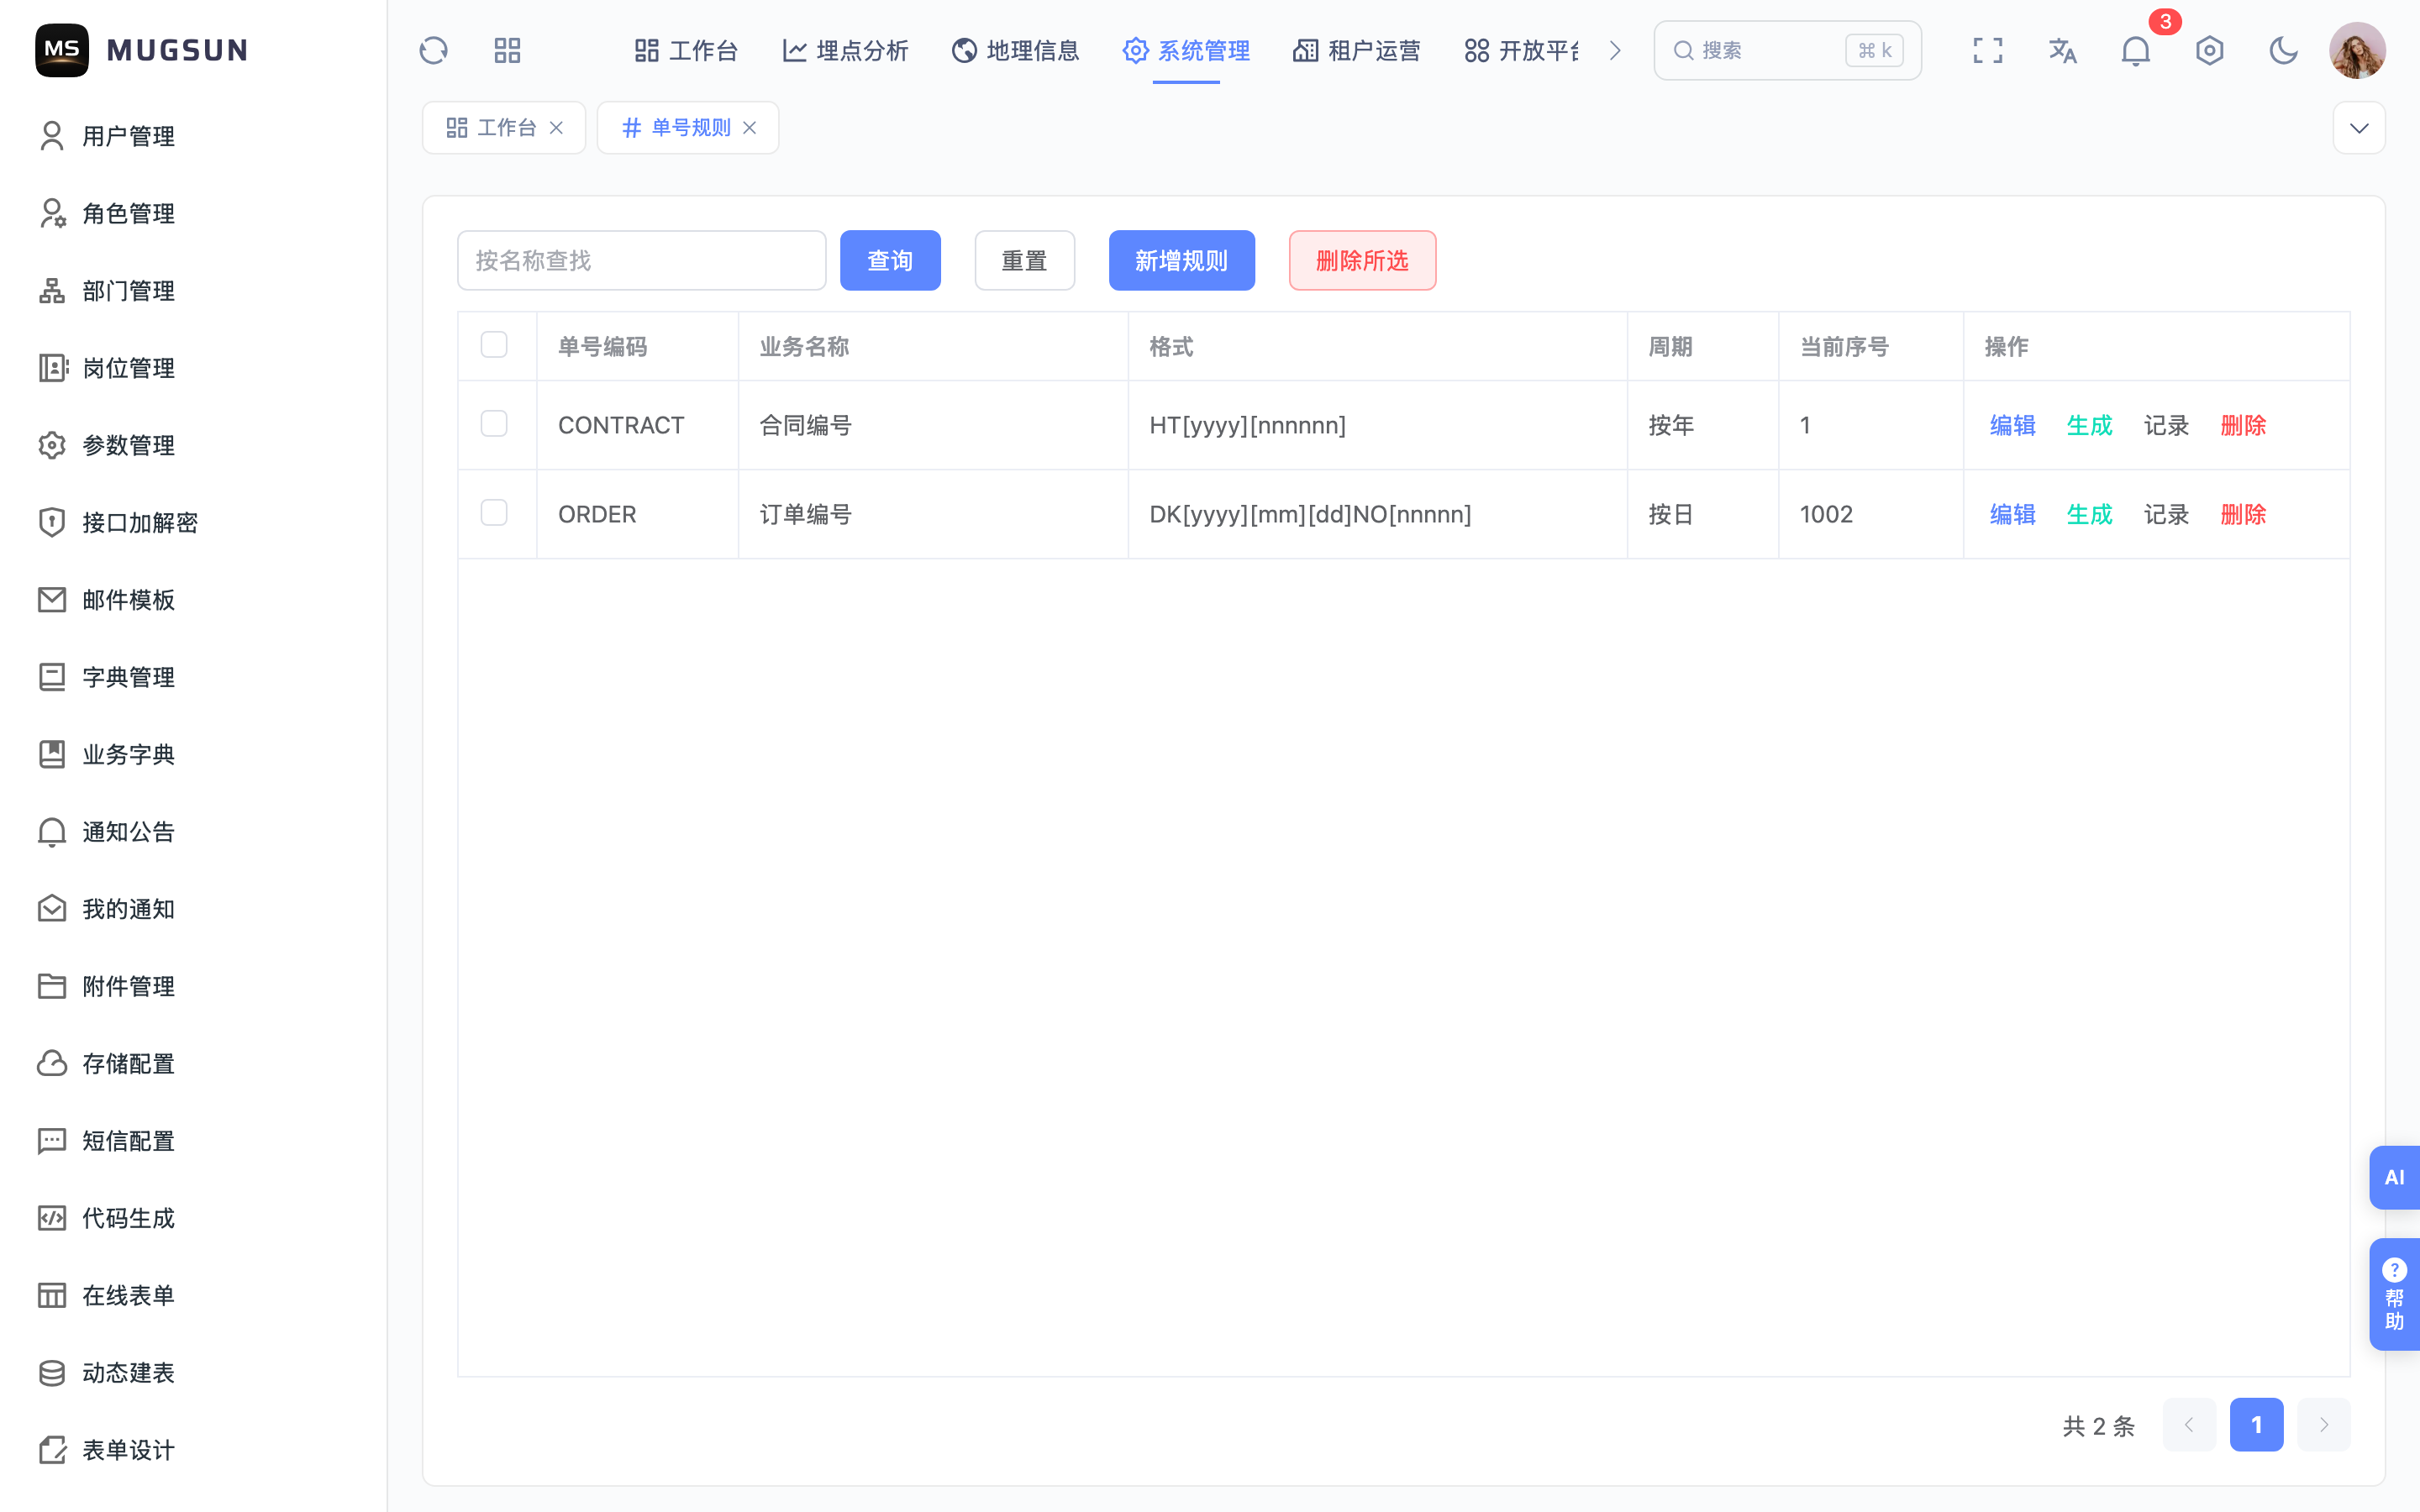 MS MUGSUN
用户管理
角色管理
部门管理
岗位管理
参数管理
接口加解密
邮件模板
字典管理
业务字典
通知公告
我的通知
附件管理
存储配置
短信配置
代码生成
在线表单
动态建表
表单设计
工作台 埋点分析 地理信息 系统管理 租户运营 开放平台 搜索 ⌘ k 3
工作台 单号规则
按名称查找 查询 重置 新增规则 删除所选
单号编码 业务名称 格式 周期 当前序号 操作
CONTRACT 合同编号 HT[yyyy][nnnnnn] 按年 1 编辑 生成 记录 删除
ORDER 订单编号 DK[yyyy][mm][dd]NO[nnnnn] 按日 1002 编辑 生成 记录 删除
AI
?
帮
助
共 2 条 1